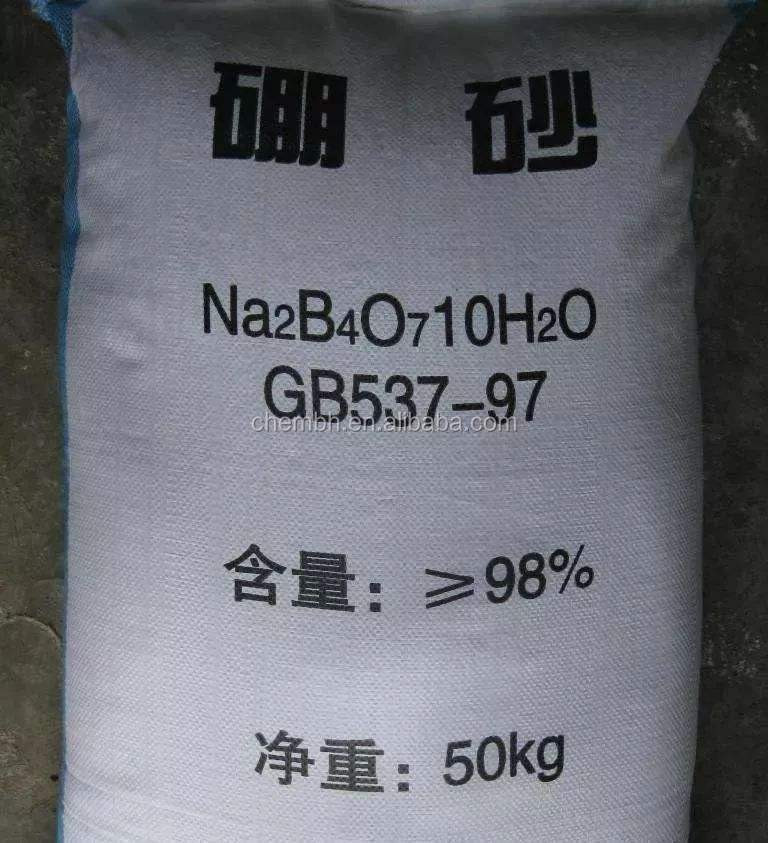 硼砂
Na2B4O710H2O
GB537-97
chembn.en.alibaba.com
含量：≥98%
净重：50kg